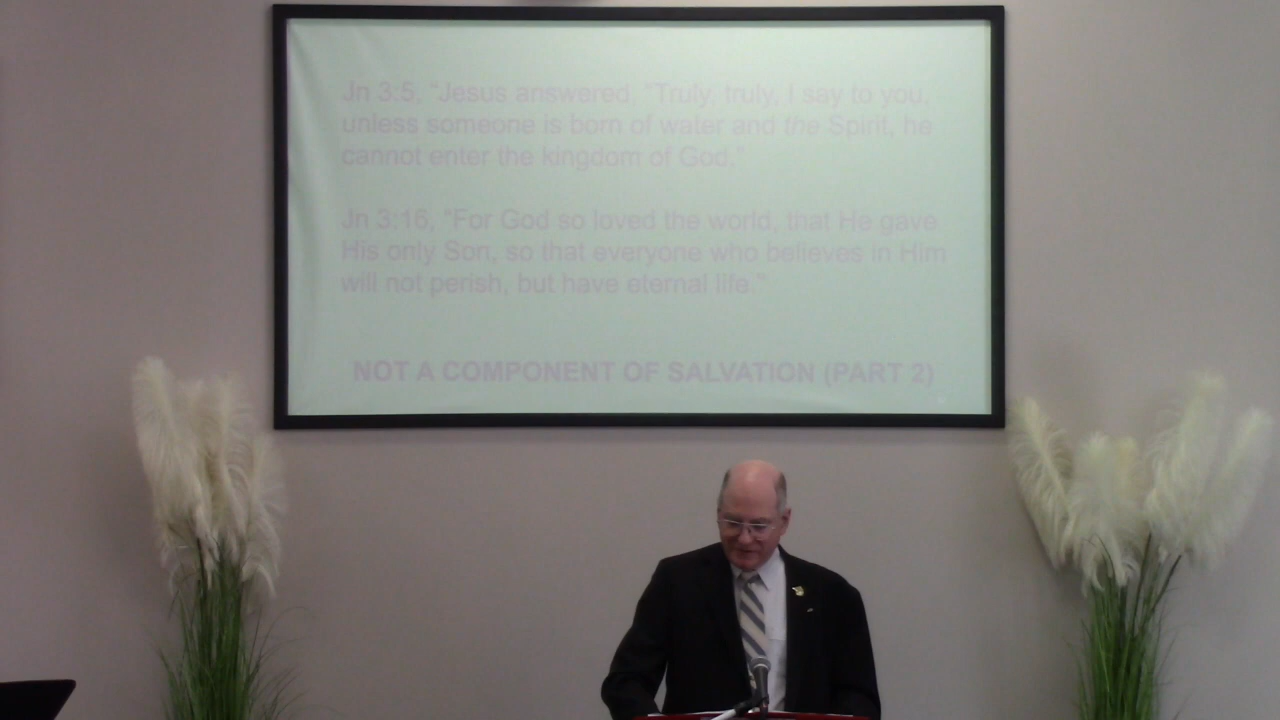 Jn 3:5, "Jesus answered, "Truly, truly, I say to you,
unless someone is born of water and the Spirit, he
cannot enter the kingdom of God."
Jn 3:16, "For God so loved the world, that He gave
His only Son, so that everyone who believes in Him
will not perish, but have eternal life."
NOT A COMPONENT OF SALVATION (PART 2)